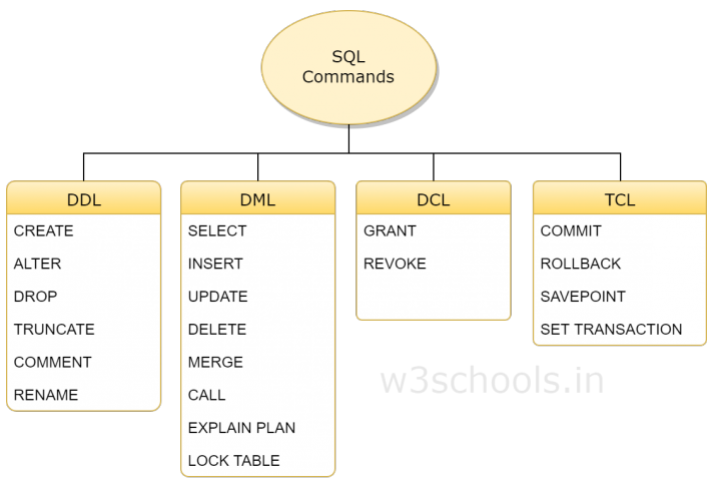 SQL
Commands
DDL
CREATE
ALTER
DROP
TRUNCATE
COMMENT
RENAME
DML
SELECT
INSERT
UPDATE
DELETE
MERGE
CALL
EXPLAIN PLAN
LOCK TABLE
DCL
GRANT
REVOKE
TCL
COMMIT
ROLLBACK
SAVEPOINT
SET TRANSACTION
w3schools.in